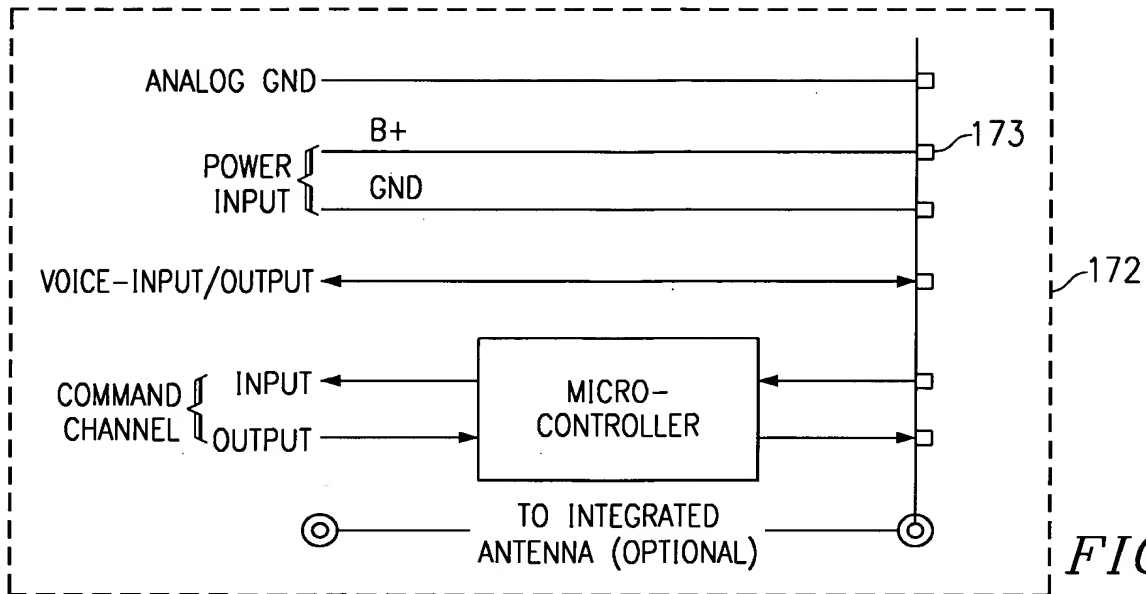 ANALOG GND
B+
173
POWER
INPUT
GND
VOICE-INPUT/OUTPUT
172
COMMAND
CHANNEL
INPUT
OUTPUT
MICRO-
CONTROLLER
TO INTEGRATED
ANTENNA (OPTIONAL)